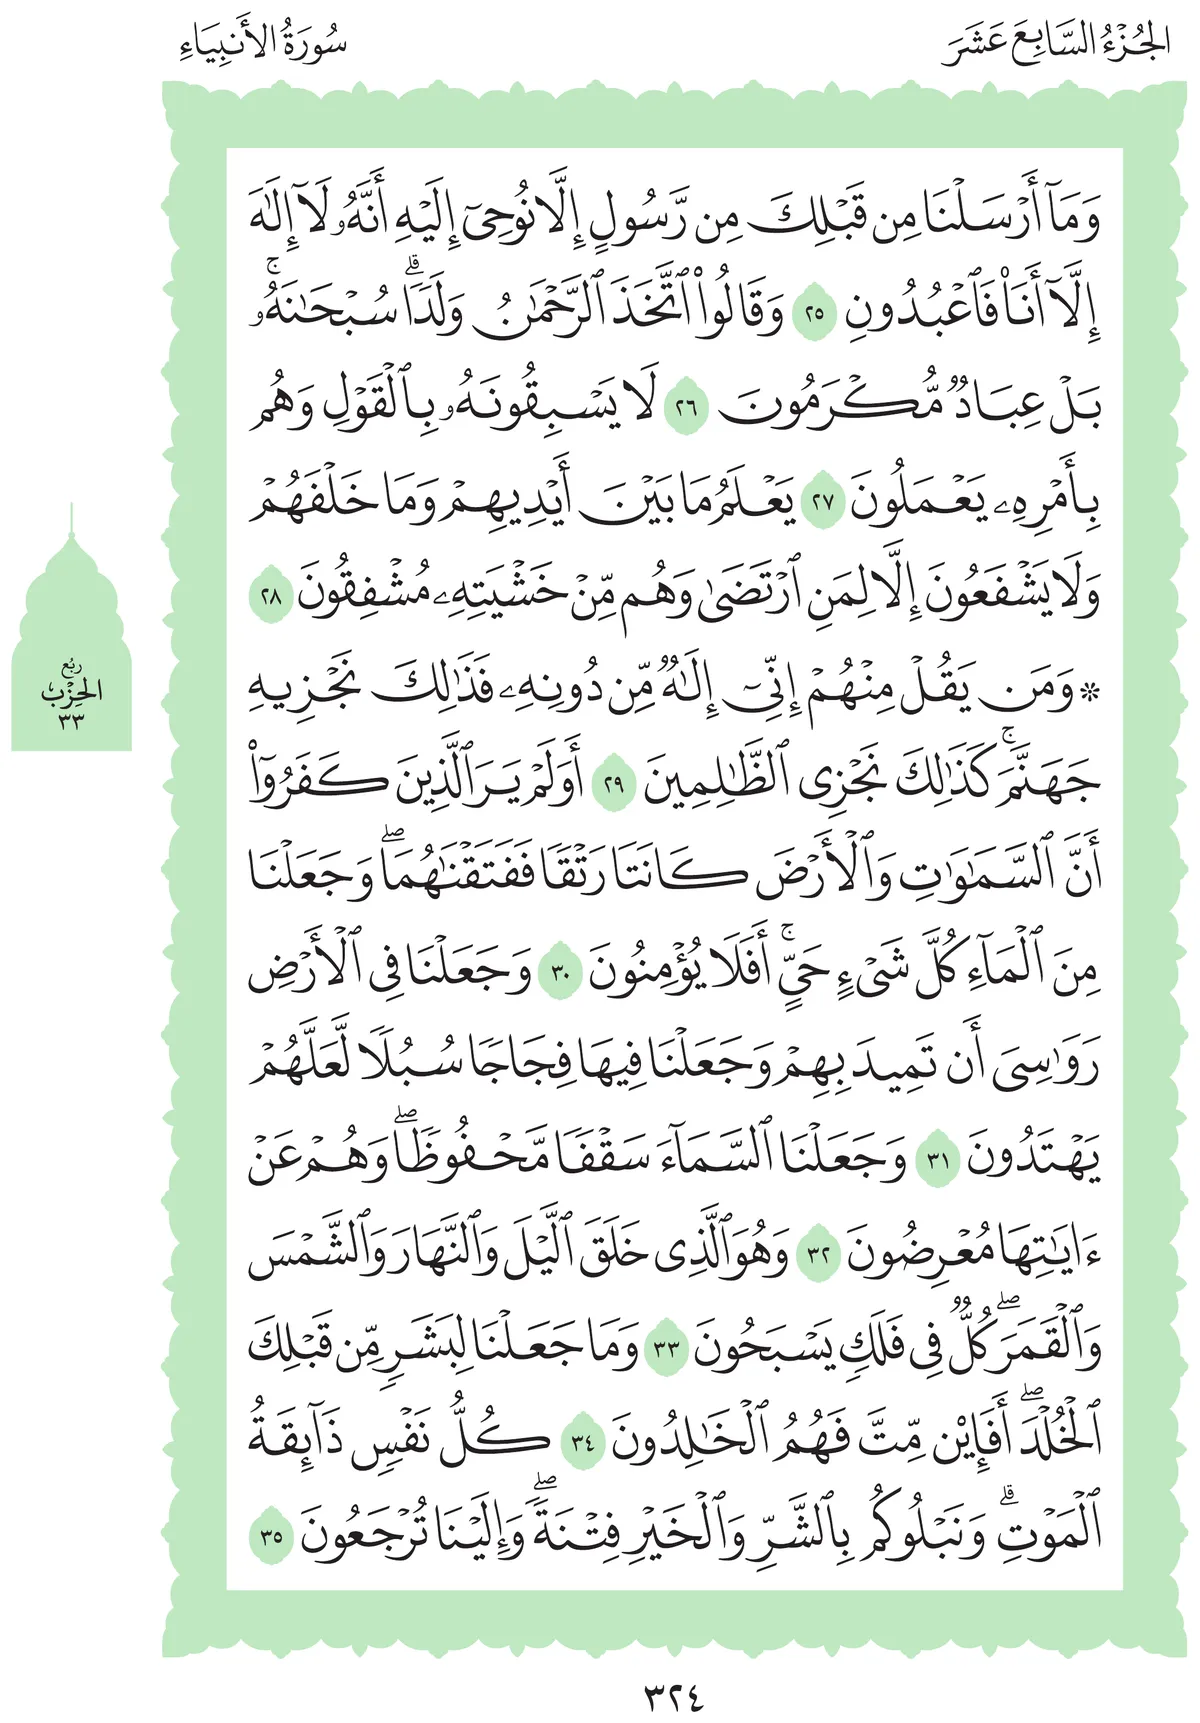 الجُزْءُ السَّابِعَ عَشَرَ
سُورَةُ الأَنبِيَاءِ
وَمَآ أَرْسَلْنَا مِن قَبْلِكَ مِن رَّسُولٍ إِلَّا نُوحِىٓ إِلَيْهِ أَنَّهُۥ لَآ إِلَٰهَ
إِلَّآ أَنَا۠ فَٱعْبُدُونِ ٢٥ وَقَالُوا۟ ٱتَّخَذَ ٱلرَّحْمَٰنُ وَلَدًا ۗ سُبْحَٰنَهُۥ ۚ
بَلْ عِبَادٌ مُّكْرَمُونَ ٢٦ لَا يَسْبِقُونَهُۥ بِٱلْقَوْلِ وَهُم
بِأَمْرِهِۦ يَعْمَلُونَ ٢٧ يَعْلَمُ مَا بَيْنَ أَيْدِيهِمْ وَمَا خَلْفَهُمْ
وَلَا يَشْفَعُونَ إِلَّا لِمَنِ ٱرْتَضَىٰ وَهُم مِّنْ خَشْيَتِهِۦ مُشْفِقُونَ ٢٨
۞ وَمَن يَقُلْ مِنْهُمْ إِنِّىٓ إِلَٰهٌ مِّن دُونِهِۦ فَذَٰلِكَ نَجْزِيهِ
جَهَنَّمَ ۚ كَذَٰلِكَ نَجْزِى ٱلظَّٰلِمِينَ ٢٩ أَوَلَمْ يَرَ ٱلَّذِينَ كَفَرُوٓا۟
أَنَّ ٱلسَّمَٰوَٰتِ وَٱلْأَرْضَ كَانَتَا رَتْقًا فَفَتَقْنَٰهُمَا ۖ وَجَعَلْنَا
مِنَ ٱلْمَآءِ كُلَّ شَىْءٍ حَىٍّ ۚ أَفَلَا يُؤْمِنُونَ ٣٠ وَجَعَلْنَا فِى ٱلْأَرْضِ
رَوَٰسِىَ أَن تَمِيدَ بِهِمْ وَجَعَلْنَا فِيهَا فِجَاجًا سُبُلًا لَّعَلَّهُمْ
يَهْتَدُونَ ٣١ وَجَعَلْنَا ٱلسَّمَآءَ سَقْفًا مَّحْفُوظًا ۖ وَهُمْ عَنْ
ءَايَٰتِهَا مُعْرِضُونَ ٣٢ وَهُوَ ٱلَّذِى خَلَقَ ٱلَّيْلَ وَٱلنَّهَارَ وَٱلشَّمْسَ
وَٱلْقَمَرَ ۖ كُلٌّ فِى فَلَكٍ يَسْبَحُونَ ٣٣ وَمَا جَعَلْنَا لِبَشَرٍ مِّن قَبْلِكَ
ٱلْخُلْدَ ۖ أَفَإِي۟ن مِّتَّ فَهُمُ ٱلْخَٰلِدُونَ ٣٤ كُلُّ نَفْسٍ ذَآئِقَةُ
ٱلْمَوْتِ ۗ وَنَبْلُوكُم بِٱلشَّرِّ وَٱلْخَيْرِ فِتْنَةً ۖ وَإِلَيْنَا تُرْجَعُونَ ٣٥
رُبُع
الحِزْب
٣٣
٣٢٤